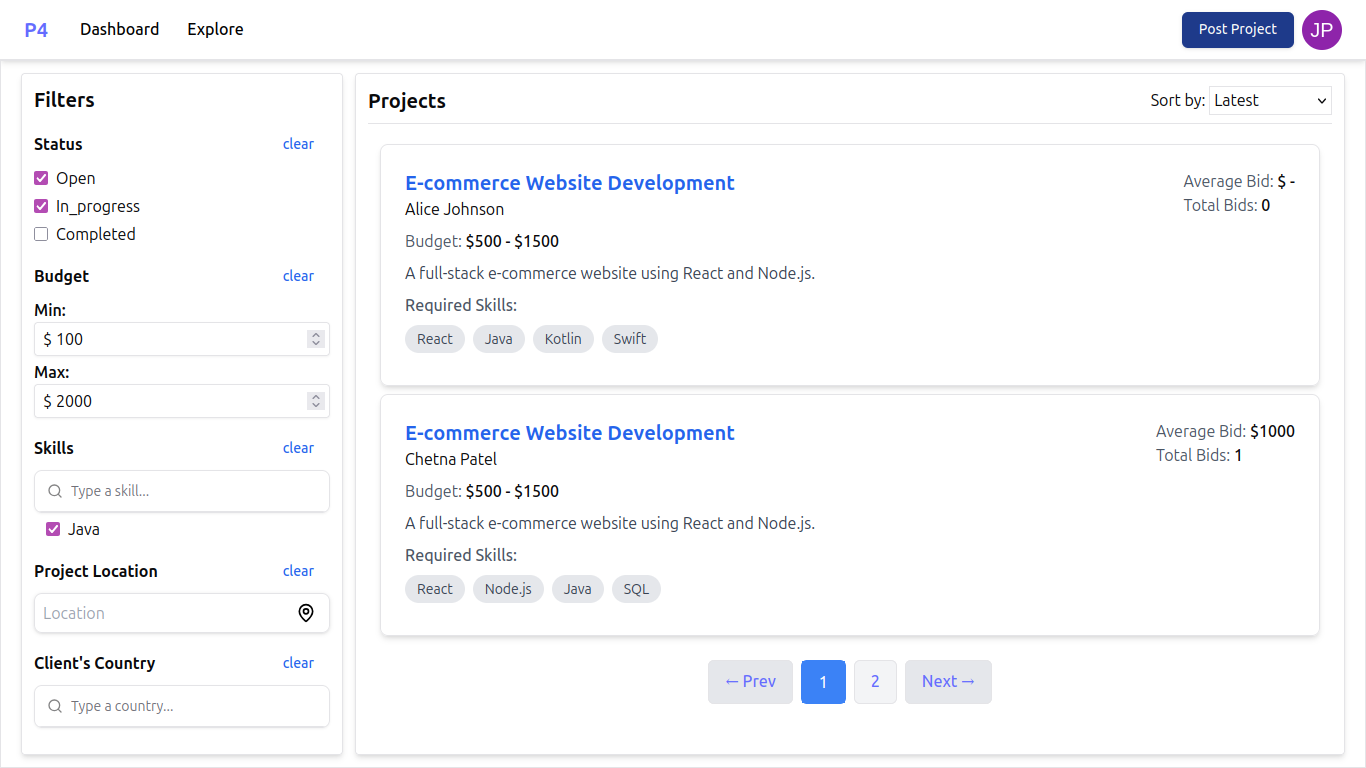 P4 Dashboard Explore Post Project JP
Filters
Status clear
Open
In_progress
Completed
Budget clear
Min:
$ 100
Max:
$ 2000
Skills clear
Type a skill...
Java
Project Location clear
Location
Client's Country clear
Type a country...
Projects Sort by: Latest
E-commerce Website Development
Alice Johnson
Budget: $500 - $1500
A full-stack e-commerce website using React and Node.js.
Required Skills:
React Java Kotlin Swift
Average Bid: $ -
Total Bids: 0
E-commerce Website Development
Chetna Patel
Budget: $500 - $1500
A full-stack e-commerce website using React and Node.js.
Required Skills:
React Node.js Java SQL
Average Bid: $1000
Total Bids: 1
← Prev 1 2 Next →